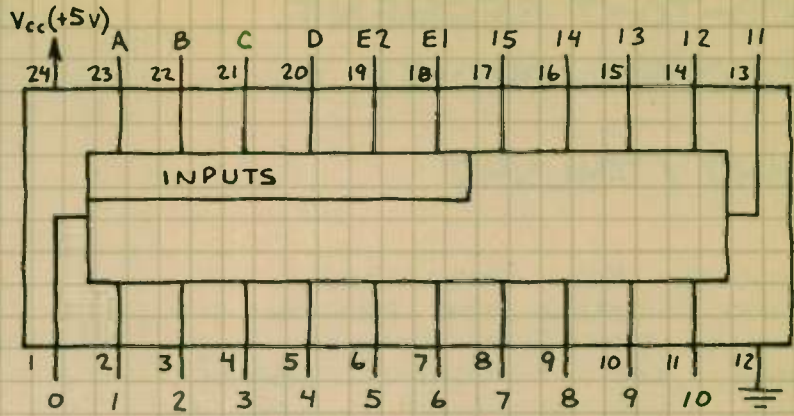 Vcc (+5V)
A B C D E2 E1 15 14 13 12 11
24 23 22 21 20 19 18 17 16 15 14 13
INPUTS
1 2 3 4 5 6 7 8 9 10 11 12
0 1 2 3 4 5 6 7 8 9 10